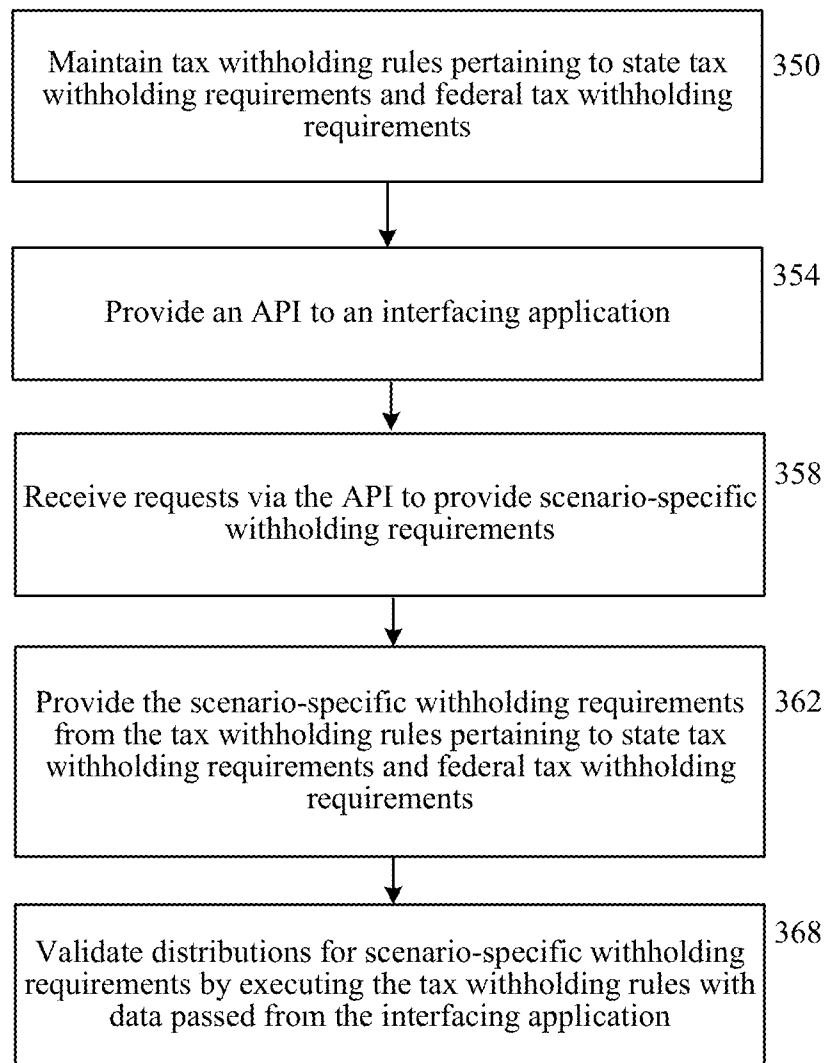 Maintain tax withholding rules pertaining to state tax
withholding requirements and federal tax withholding
requirements
350
Provide an API to an interfacing application
354
Receive requests via the API to provide scenario-specific
withholding requirements
358
Provide the scenario-specific withholding requirements
from the tax withholding rules pertaining to state tax
withholding requirements and federal tax withholding
requirements
362
Validate distributions for scenario-specific withholding
requirements by executing the tax withholding rules with
data passed from the interfacing application
368